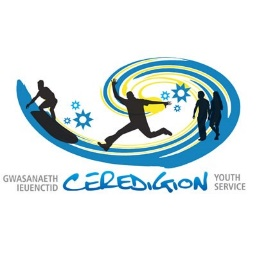 GWASANAETH IEUENCTID
CEREDIGION
YOUTH SERVICE